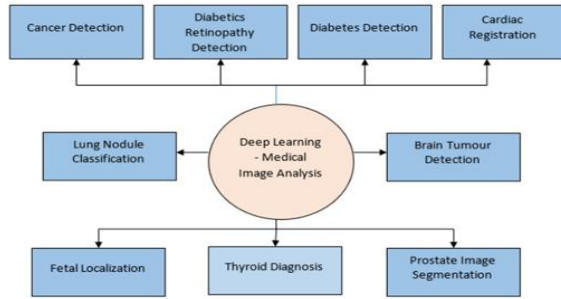 Cancer Detection
Diabetics
Retinopathy
Detection
Diabetes Detection
Cardiac
Registration
Lung Nodule
Classification
Deep Learning
- Medical
Image Analysis
Brain Tumour
Detection
Fetal Localization
Thyroid Diagnosis
Prostate Image
Segmentation